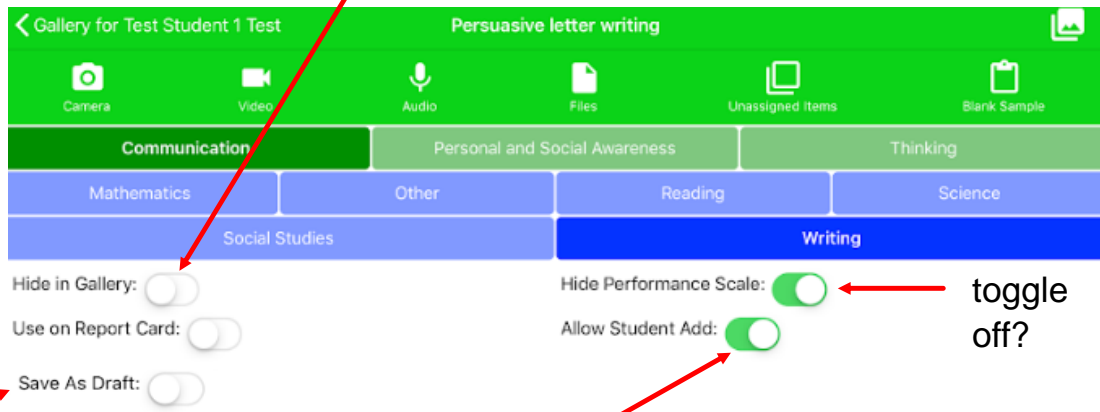 Gallery for Test Student 1 Test Persuasive letter writing
Camera Video Audio Files Unassigned Items Blank Sample
Communication Personal and Social Awareness Thinking
Mathematics Other Reading Science
Social Studies Writing
Hide in Gallery: Hide Performance Scale: toggle
Use on Report Card: Allow Student Add: off?
Save As Draft: